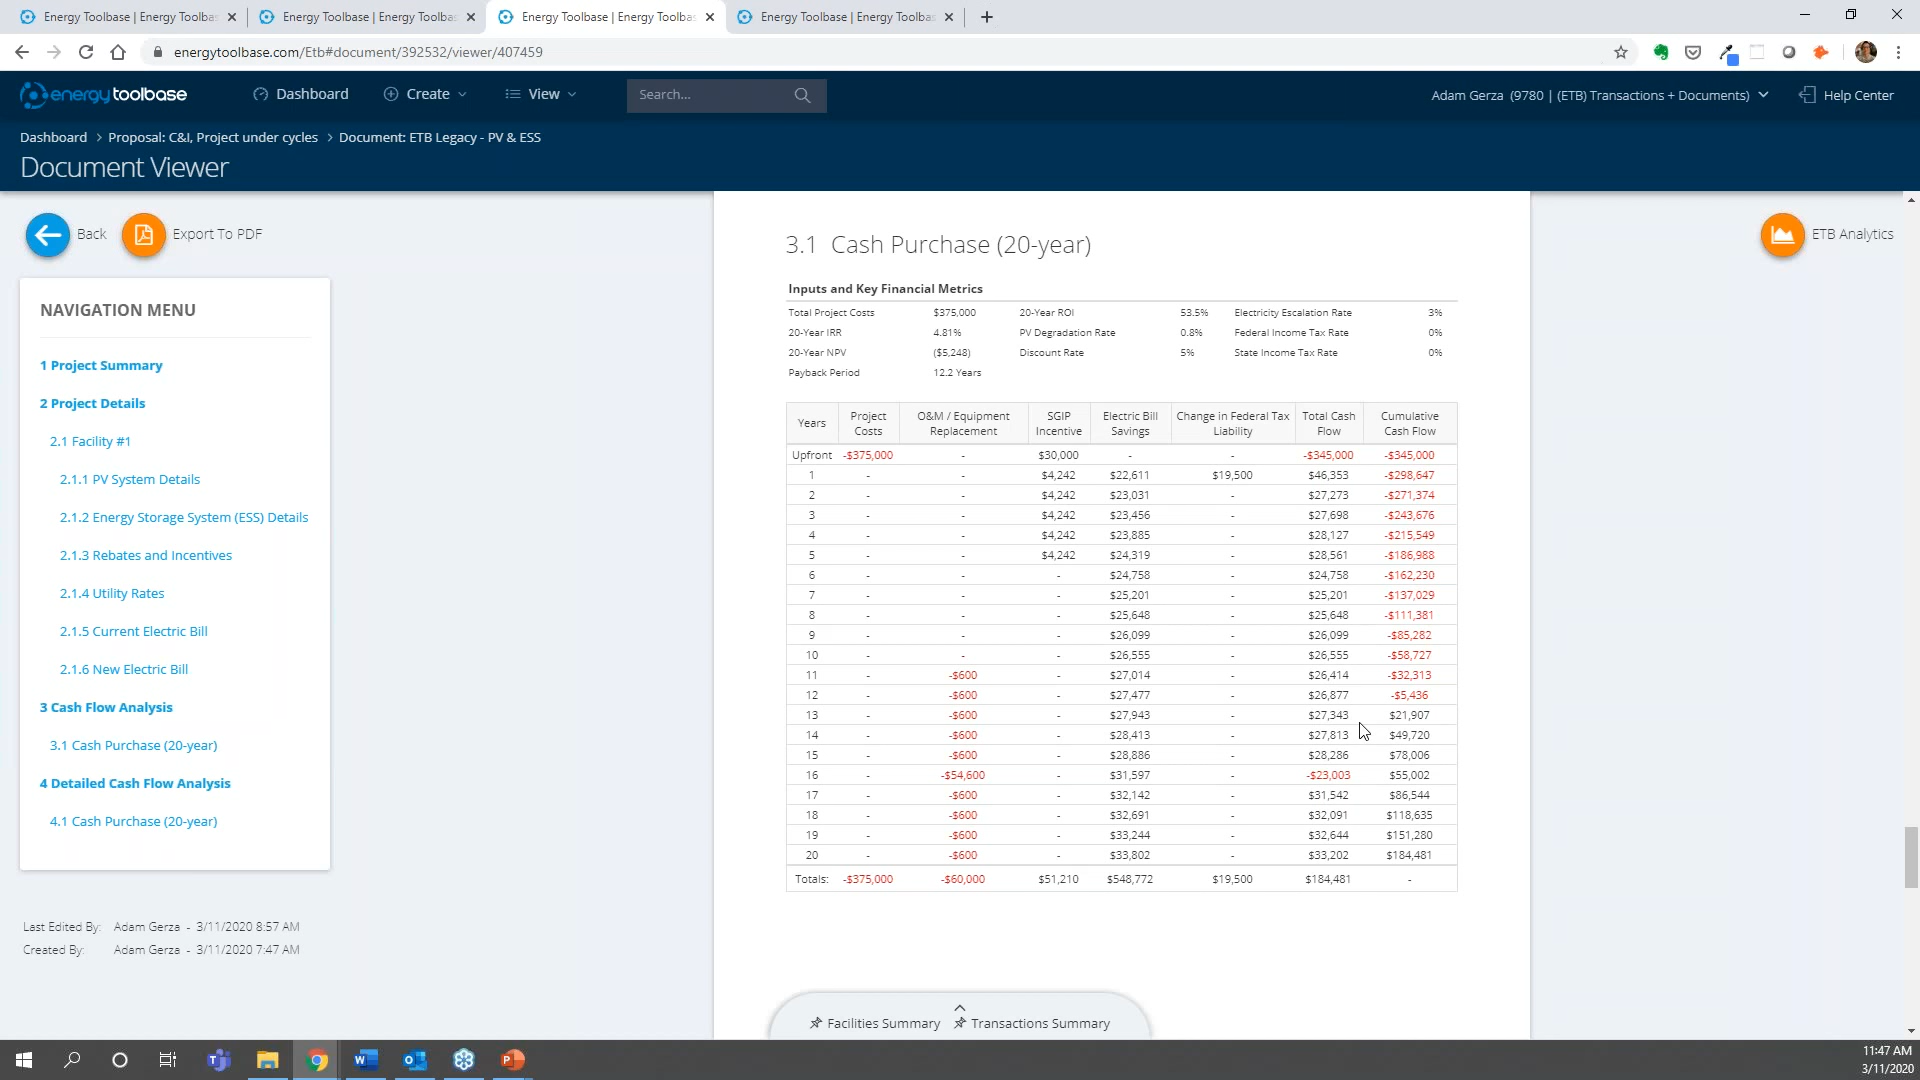 Energy Toolbase | Energy Toolbas
Energy Toolbase | Energy Toolbas
Energy Toolbase | Energy Toolbas
Energy Toolbase | Energy Toolbas
energytoolbase.com/Etb#document/392532/viewer/407459
energytoolbase
Dashboard
Create
View
Search...
Adam Gerza (9780 | (ETB) Transactions + Documents)
Help Center
Dashboard > Proposal: C&I, Project under cycles > Document: ETB Legacy - PV & ESS
Document Viewer
Back
Export To PDF
ETB Analytics
NAVIGATION MENU
1 Project Summary
2 Project Details
2.1 Facility #1
2.1.1 PV System Details
2.1.2 Energy Storage System (ESS) Details
2.1.3 Rebates and Incentives
2.1.4 Utility Rates
2.1.5 Current Electric Bill
2.1.6 New Electric Bill
3 Cash Flow Analysis
3.1 Cash Purchase (20-year)
4 Detailed Cash Flow Analysis
4.1 Cash Purchase (20-year)
Last Edited By: Adam Gerza - 3/11/2020 8:57 AM
Created By: Adam Gerza - 3/11/2020 7:47 AM
3.1 Cash Purchase (20-year)
Inputs and Key Financial Metrics
Total Project Costs $375,000 20-Year ROI 53.5% Electricity Escalation Rate 3%
20-Year IRR 4.81% PV Degradation Rate 0.8% Federal Income Tax Rate 0%
20-Year NPV ($5,248) Discount Rate 5% State Income Tax Rate 0%
Payback Period 12.2 Years
Years Project Costs O&M / Equipment Replacement SGIP Incentive Electric Bill Savings Change in Federal Tax Liability Total Cash Flow Cumulative Cash Flow
Upfront -$375,000 - $30,000 - - -$345,000 -$345,000
1 - - $4,242 $22,611 $19,500 $46,353 -$298,647
2 - - $4,242 $23,031 - $27,273 -$271,374
3 - - $4,242 $23,456 - $27,698 -$243,676
4 - - $4,242 $23,885 - $28,127 -$215,549
5 - - $4,242 $24,319 - $28,561 -$186,988
6 - - - $24,758 - $24,758 -$162,230
7 - - - $25,201 - $25,201 -$137,029
8 - - - $25,648 - $25,648 -$111,381
9 - - - $26,099 - $26,099 -$85,282
10 - - - $26,555 - $26,555 -$58,727
11 - -$600 - $27,014 - $26,414 -$32,313
12 - -$600 - $27,477 - $26,877 -$5,436
13 - -$600 - $27,943 - $27,343 $21,907
14 - -$600 - $28,413 - $27,813 $49,720
15 - -$600 - $28,886 - $28,286 $78,006
16 - -$54,600 - $31,597 - -$23,003 $55,002
17 - -$600 - $32,142 - $31,542 $86,544
18 - -$600 - $32,691 - $32,091 $118,635
19 - -$600 - $33,244 - $32,644 $151,280
20 - -$600 - $33,802 - $33,202 $184,481
Totals: -$375,000 -$60,000 $51,210 $548,772 $19,500 $184,481 -
Facilities Summary
Transactions Summary
11:47 AM
3/11/2020